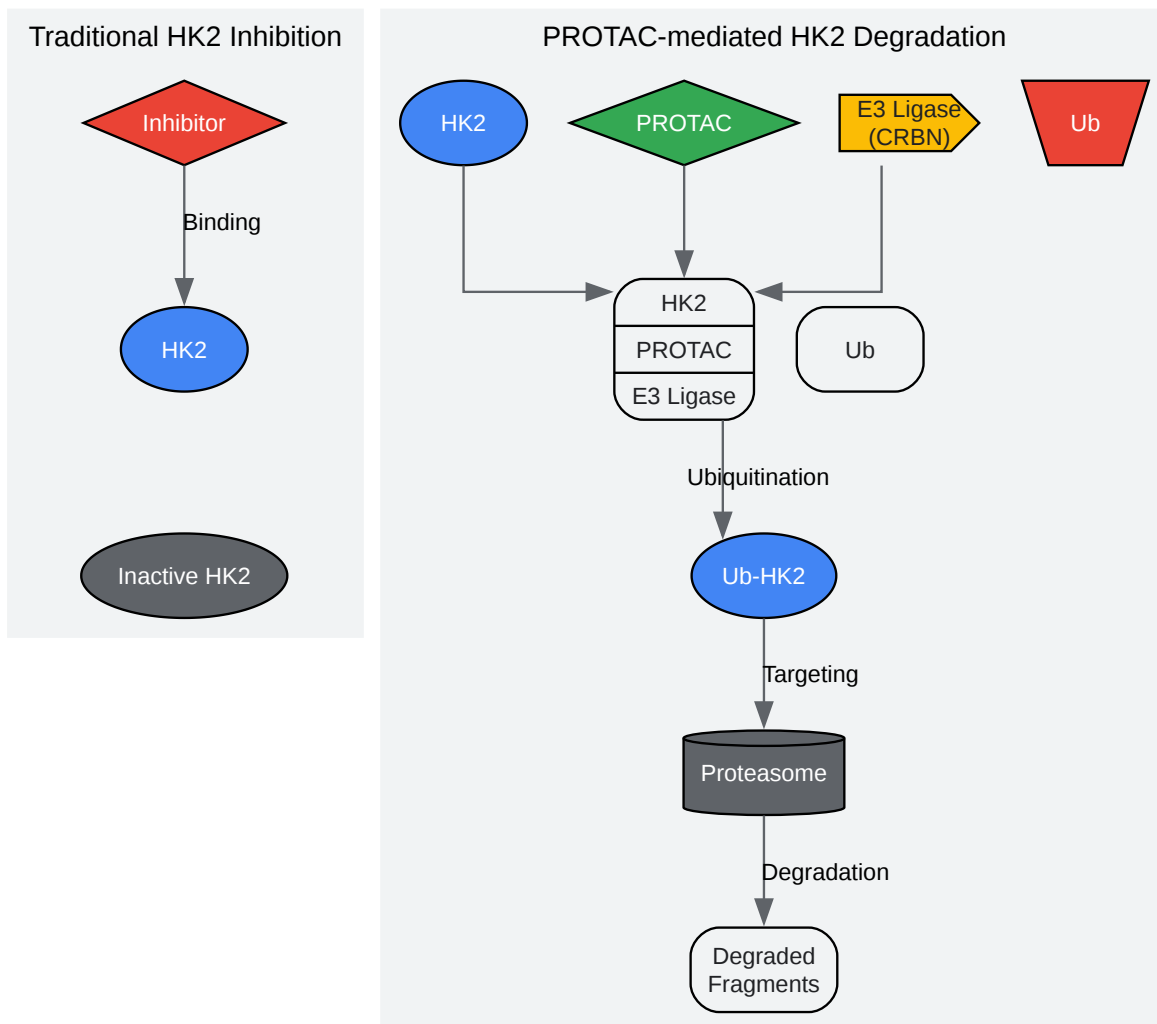 Traditional HK2 Inhibition
Inhibitor
Binding
HK2
Inactive HK2
PROTAC-mediated HK2 Degradation
HK2
PROTAC
E3 Ligase
(CRBN)
Ub
HK2
PROTAC
E3 Ligase
Ub
Ubiquitination
Ub-HK2
Targeting
Proteasome
Degradation
Degraded
Fragments